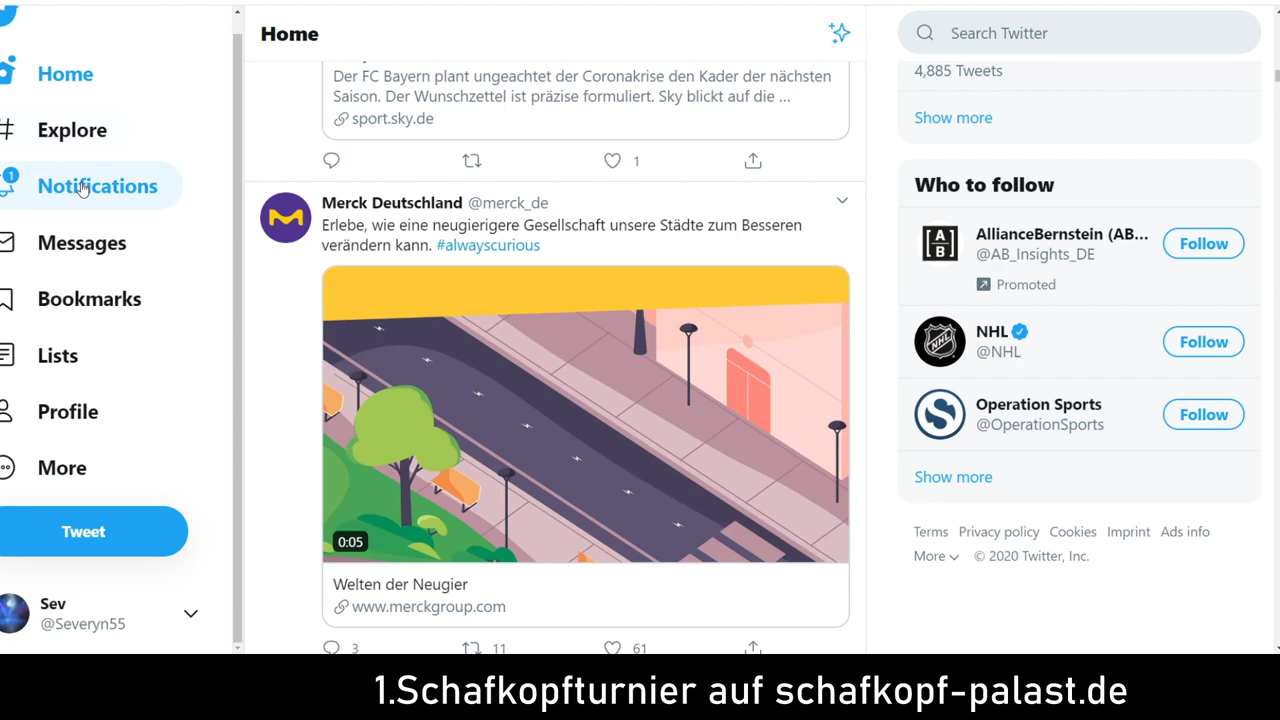 Home
Explore
1
Notifications
Messages
Bookmarks
Lists
Profile
More
Tweet
Sev
@Severyn55
Home
Der FC Bayern plant ungeachtet der Coronakrise den Kader der nächsten
Saison. Der Wunschzettel ist präzise formuliert. Sky blickt auf die ...
sport.sky.de
1
Merck Deutschland @merck_de
Erlebe, wie eine neugierigere Gesellschaft unsere Städte zum Besseren
verändern kann. #alwayscurious
0:05
Welten der Neugier
www.merckgroup.com
3 11 61
Search Twitter
4,885 Tweets
Show more
Who to follow
[A]
[B]
AllianceBernstein (AB...
@AB_Insights_DE
Follow
Promoted
NHL
@NHL
Follow
Operation Sports
@OperationSports
Follow
Show more
Terms Privacy policy Cookies Imprint Ads info
More © 2020 Twitter, Inc.
1.Schafkopfturnier auf schafkopf-palast.de